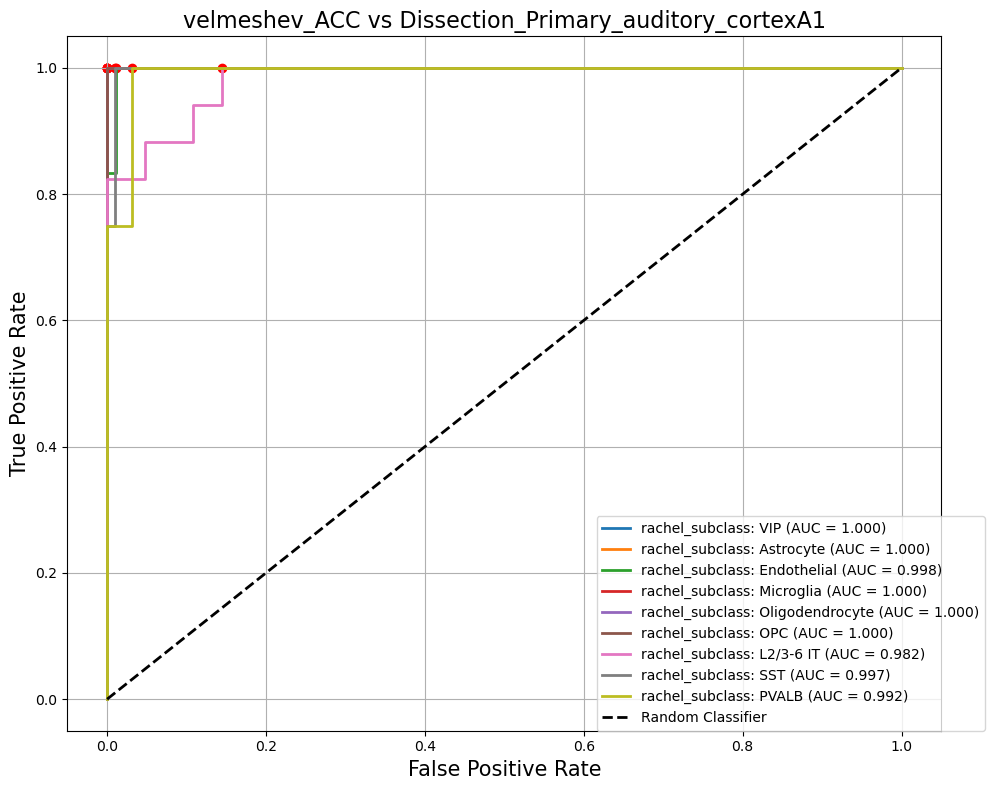 velmeshev_ACC vs Dissection_Primary_auditory_cortexA1
True Positive Rate
1.0
0.8
0.6
0.4
0.2
0.0
rachel_subclass: VIP (AUC = 1.000)
rachel_subclass: Astrocyte (AUC = 1.000)
rachel_subclass: Endothelial (AUC = 0.998)
rachel_subclass: Microglia (AUC = 1.000)
rachel_subclass: Oligodendrocyte (AUC = 1.000)
rachel_subclass: OPC (AUC = 1.000)
rachel_subclass: L2/3-6 IT (AUC = 0.982)
rachel_subclass: SST (AUC = 0.997)
rachel_subclass: PVALB (AUC = 0.992)
Random Classifier
0.0 0.2 0.4 0.6 0.8 1.0
False Positive Rate